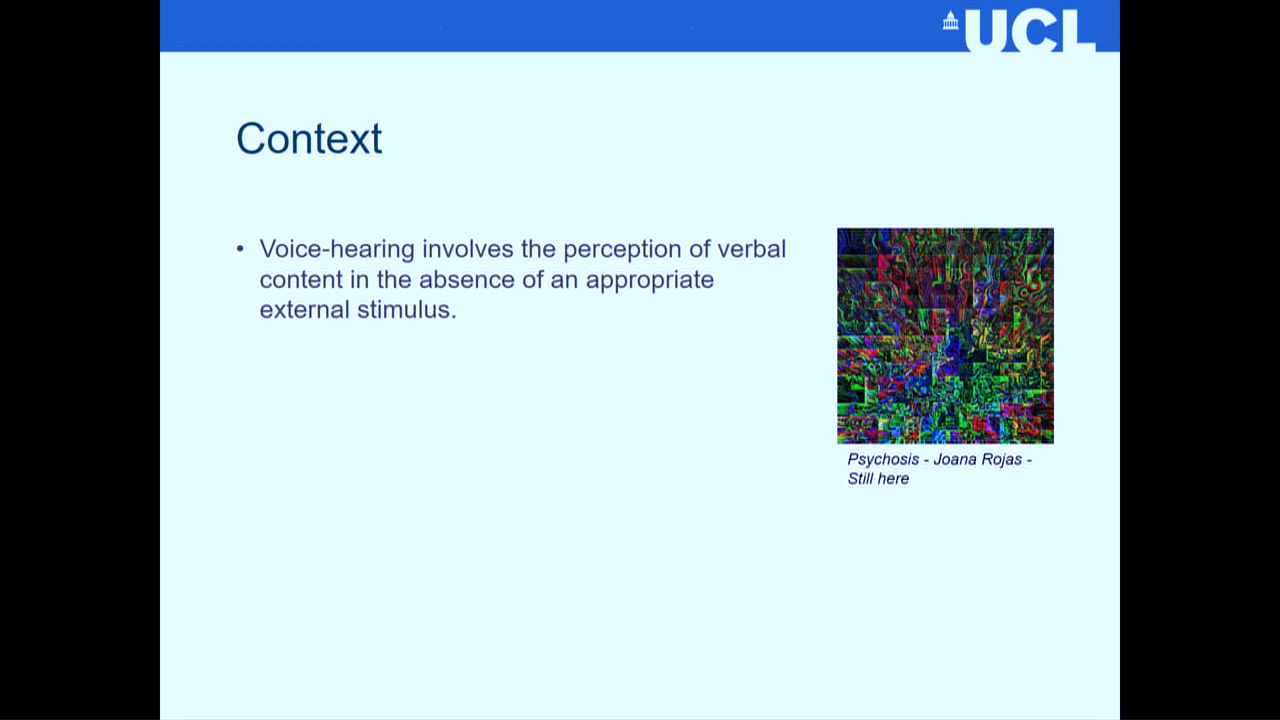 UCL
Context
• Voice-hearing involves the perception of verbal
content in the absence of an appropriate
external stimulus.
Psychosis - Joana Rojas -
Still here